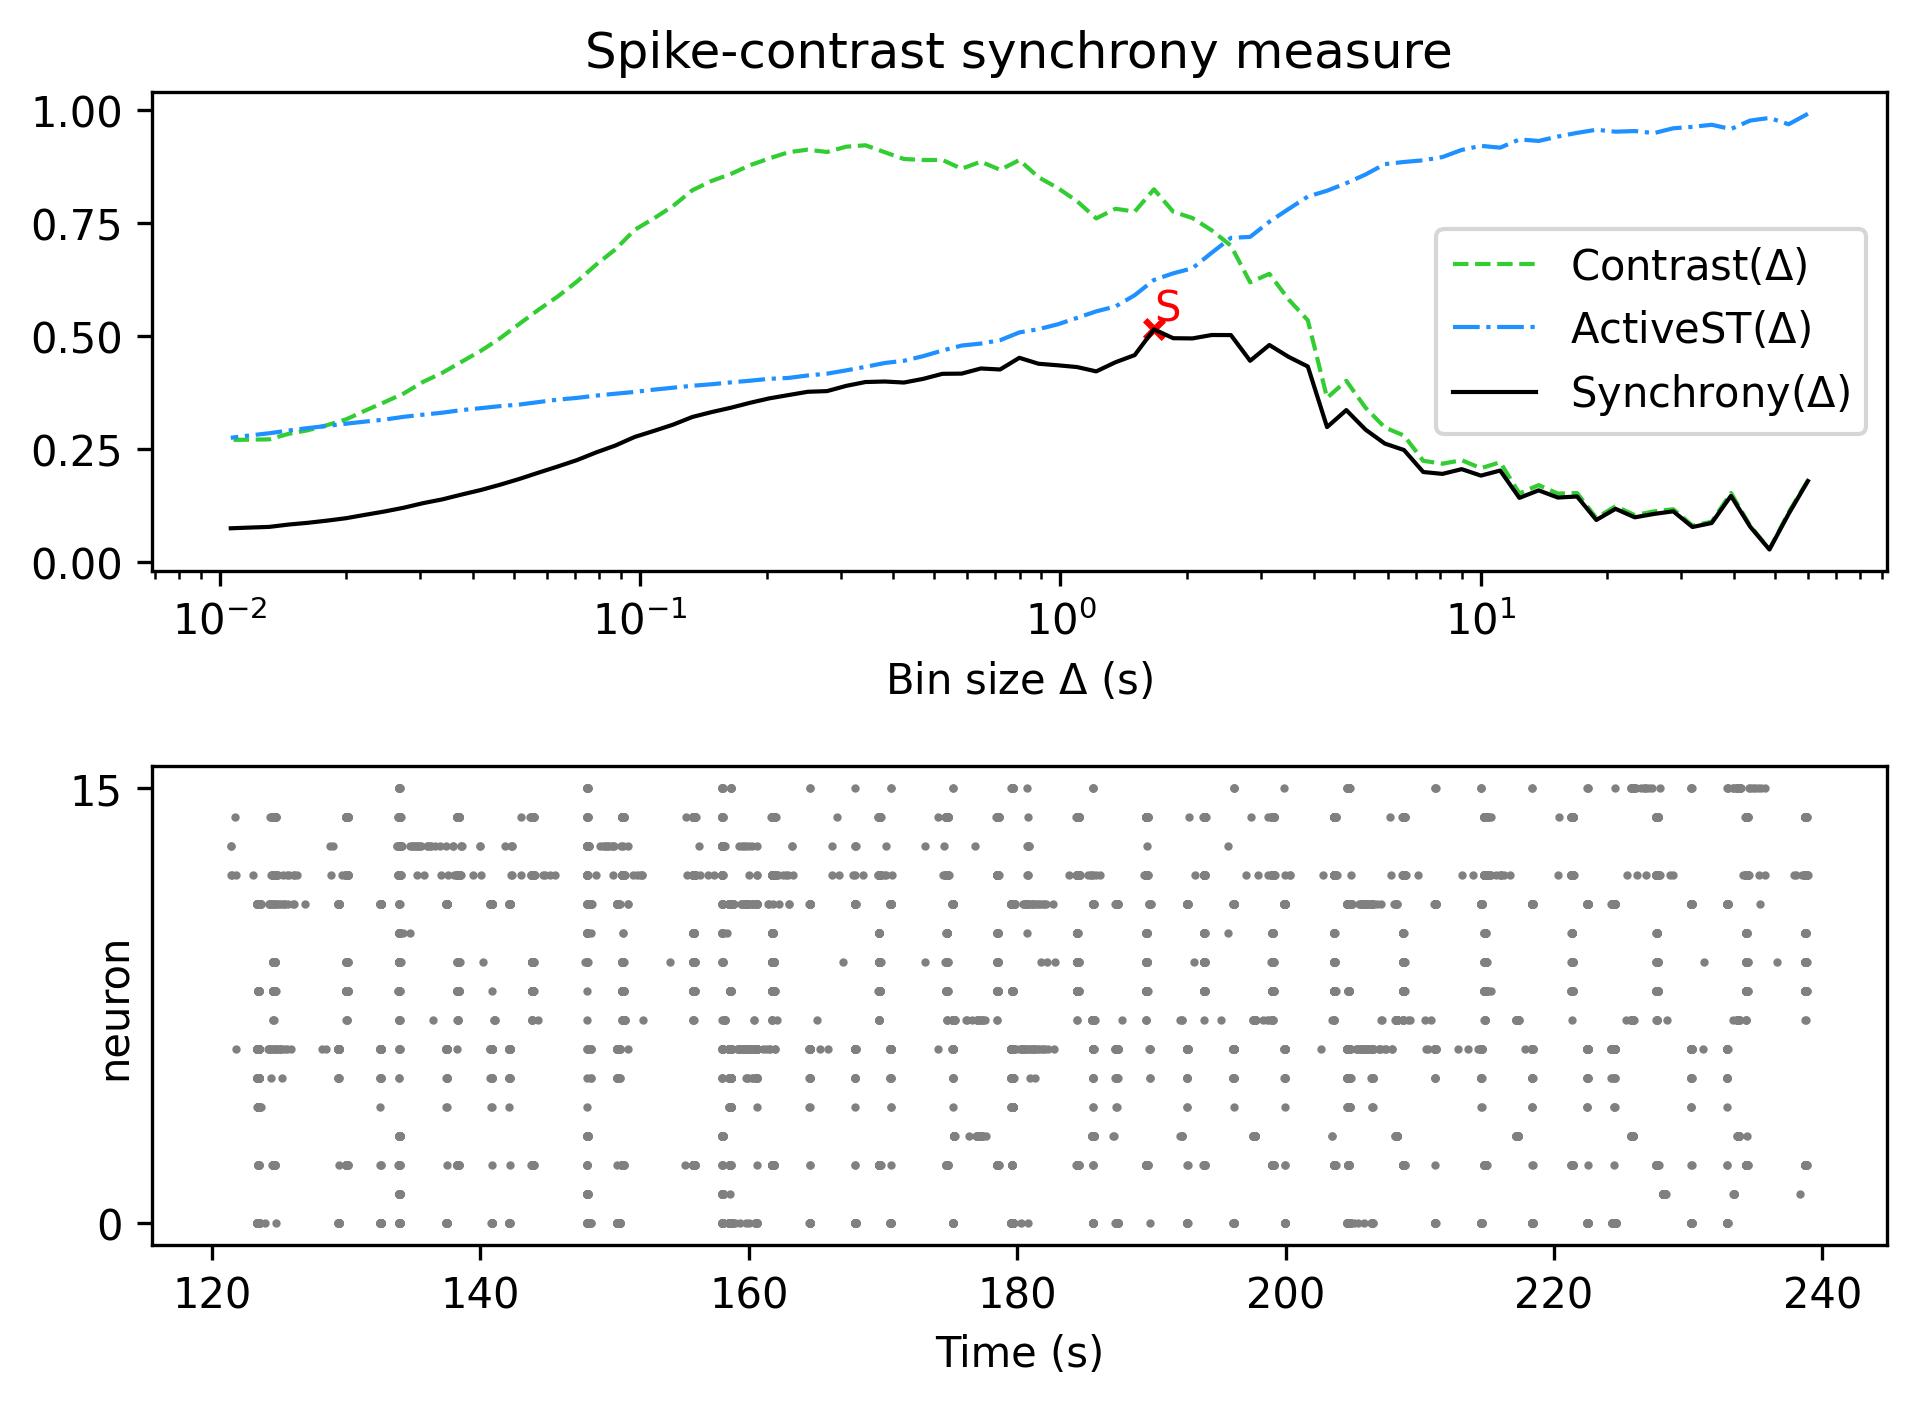 Spike-contrast synchrony measure
1.00
0.75
0.50
0.25
0.00
S
Contrast(Δ)
ActiveST(Δ)
Synchrony(Δ)
10⁻² 10⁻¹ 10⁰ 10¹
Bin size Δ (s)
15
0
neuron
120 140 160 180 200 220 240
Time (s)